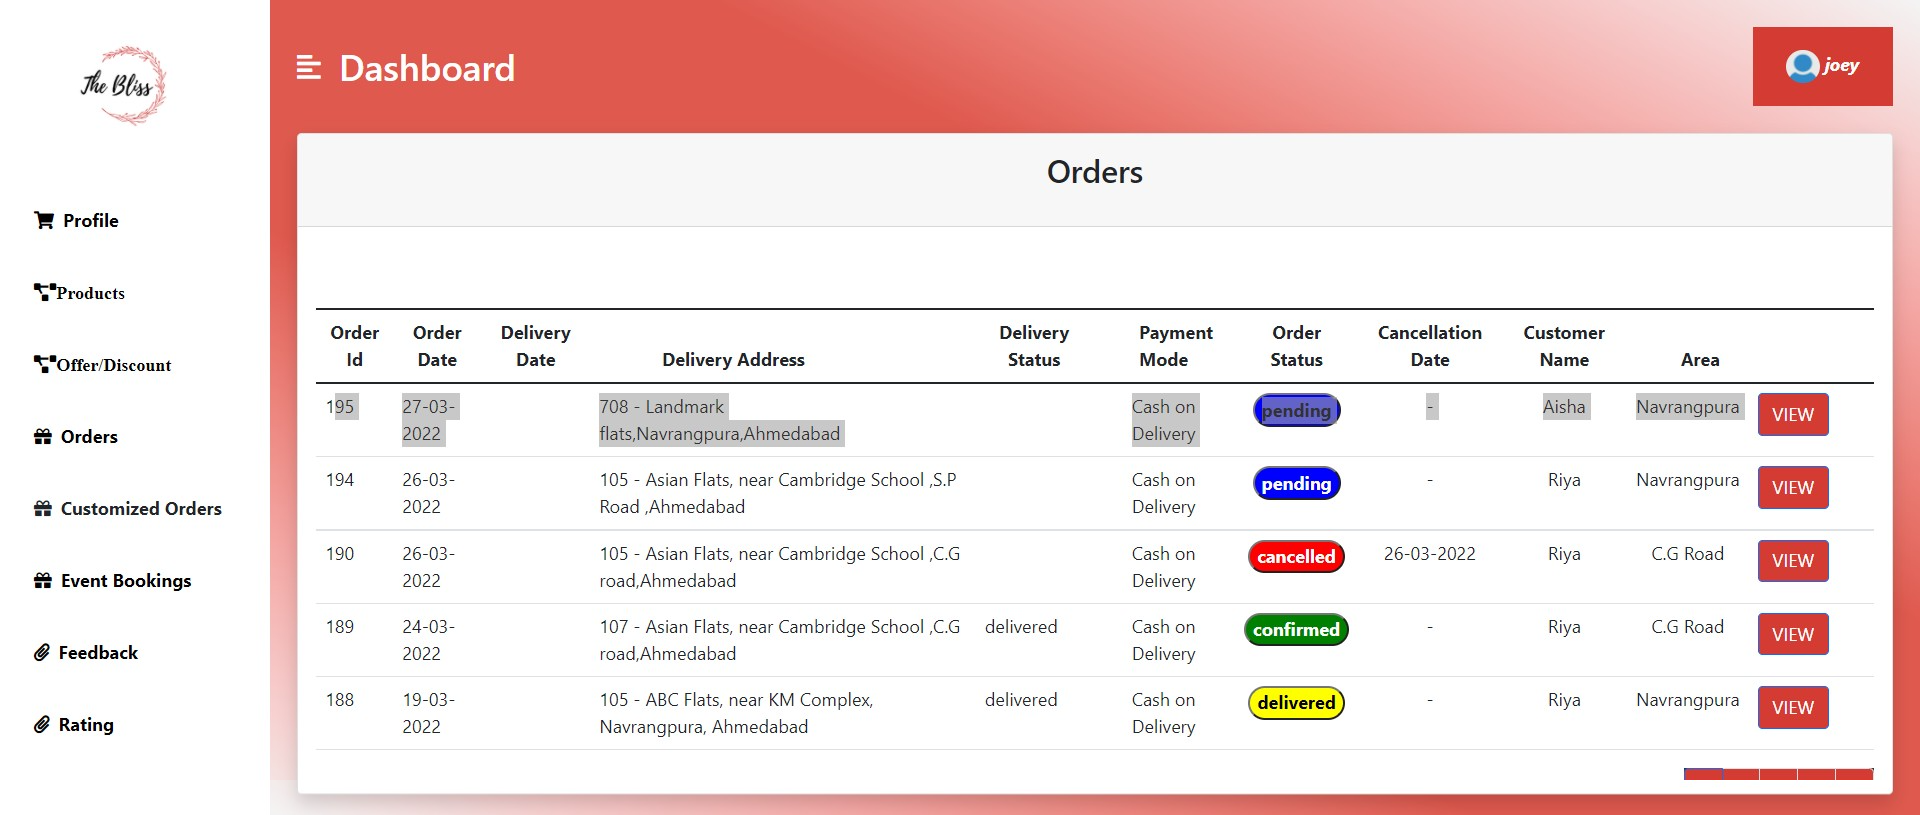 The Bliss
Dashboard
joey
Profile
Products
Offer/Discount
Orders
Customized Orders
Event Bookings
Feedback
Rating
Orders
Order Id Order Date Delivery Date Delivery Address Delivery Status Payment Mode Order Status Cancellation Date Customer Name Area
195 27-03- 708 - Landmark Cash on pending - Aisha Navrangpura VIEW
2022 flats,Navrangpura,Ahmedabad Delivery
194 26-03- 105 - Asian Flats, near Cambridge School ,S.P Cash on pending - Riya Navrangpura VIEW
2022 Road ,Ahmedabad Delivery
190 26-03- 105 - Asian Flats, near Cambridge School ,C.G Cash on cancelled 26-03-2022 Riya C.G Road VIEW
2022 road,Ahmedabad Delivery
189 24-03- 107 - Asian Flats, near Cambridge School ,C.G delivered Cash on confirmed - Riya C.G Road VIEW
2022 road,Ahmedabad Delivery
188 19-03- 105 - ABC Flats, near KM Complex, delivered Cash on delivered - Riya Navrangpura VIEW
2022 Navrangpura, Ahmedabad Delivery